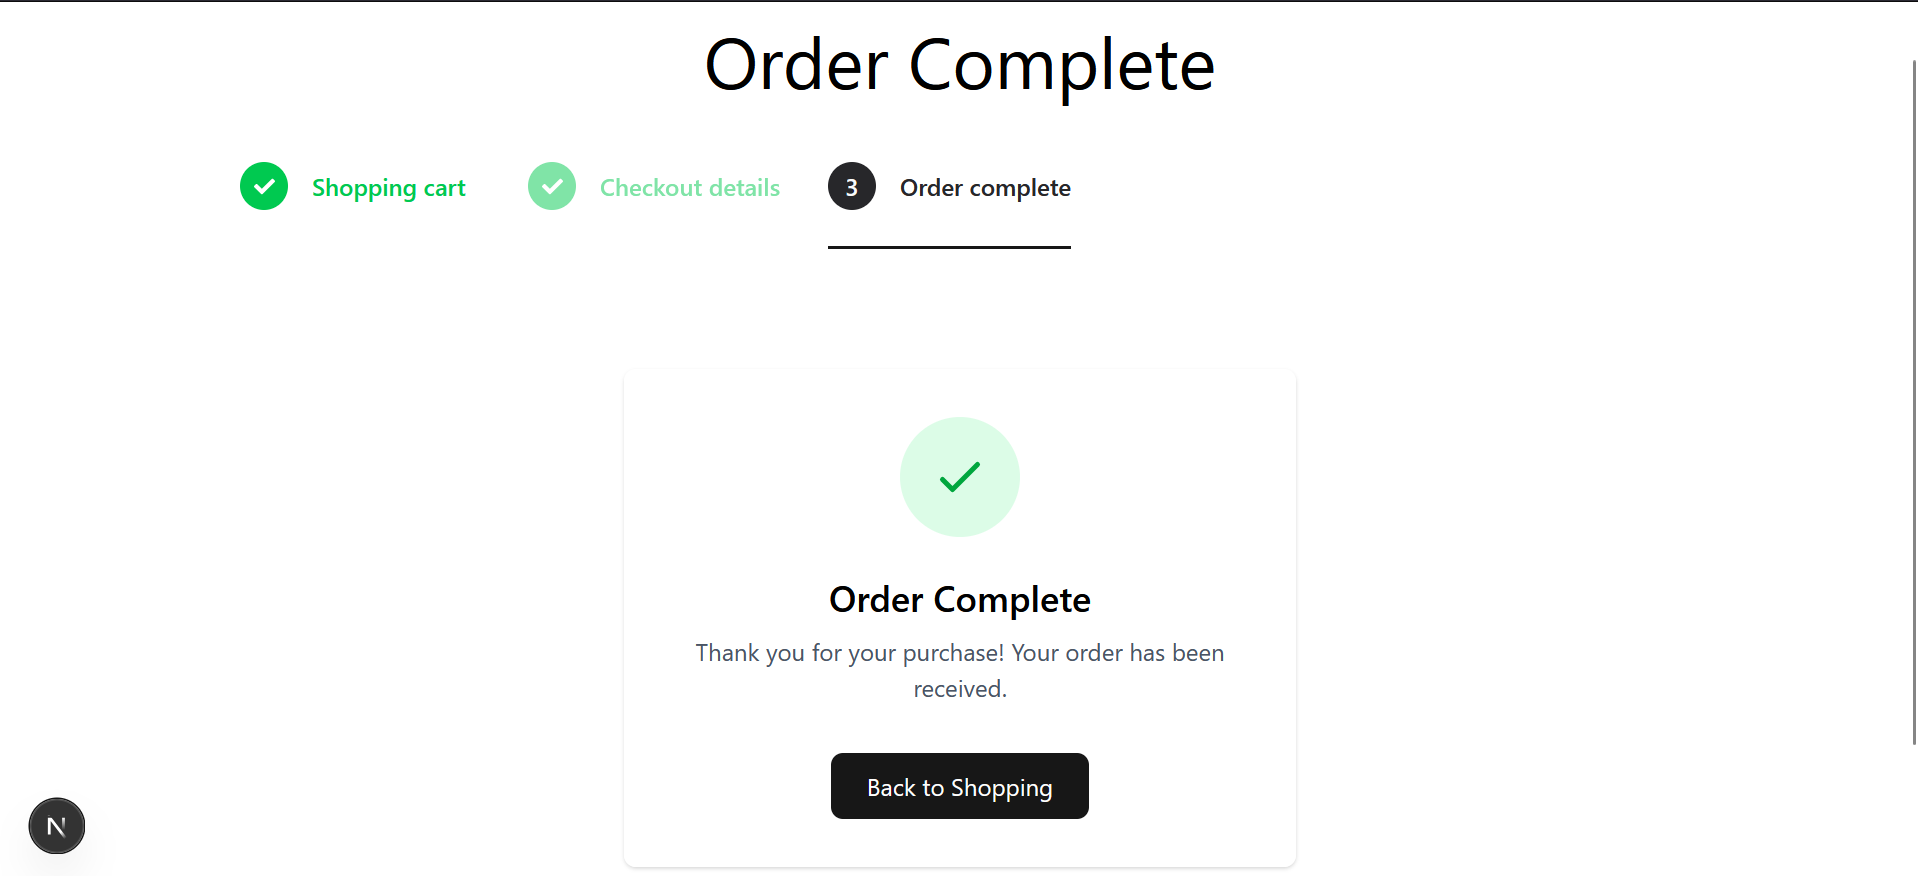 Order Complete
Shopping cart
Checkout details
3
Order complete
Order Complete
Thank you for your purchase! Your order has been
received.
Back to Shopping
N